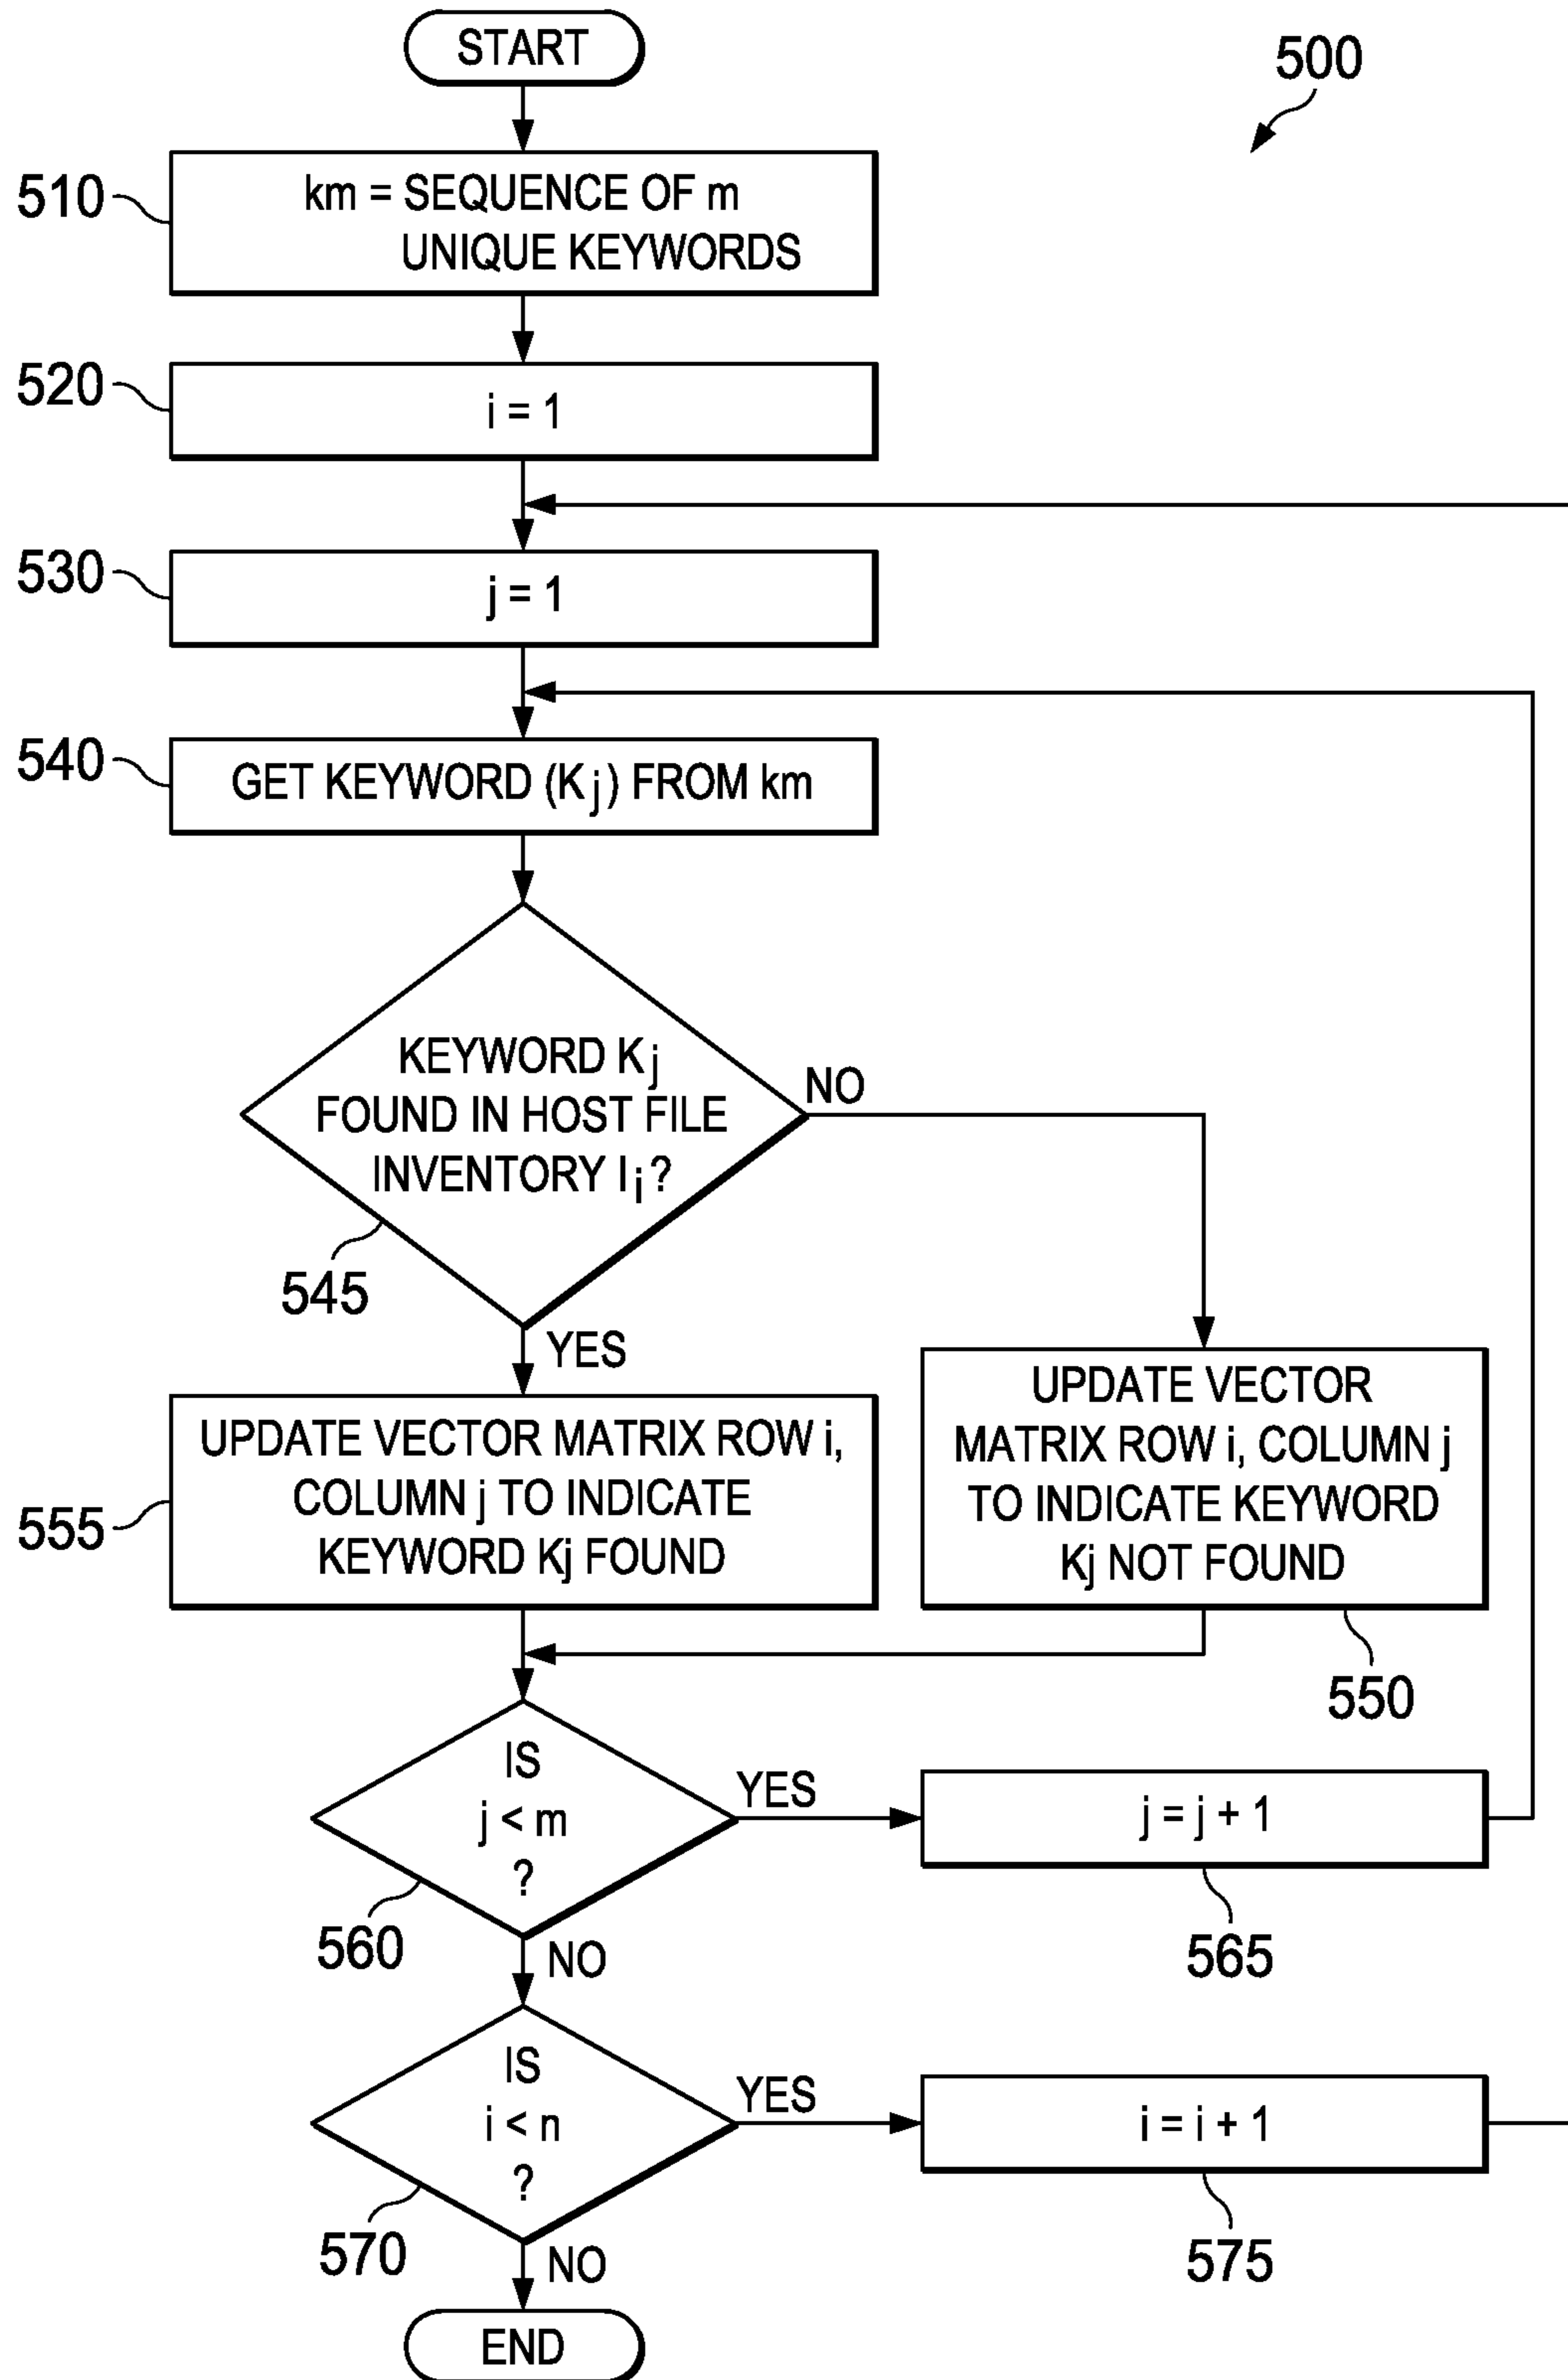 START
500
510
km = SEQUENCE OF m
UNIQUE KEYWORDS
520
i = 1
530
j = 1
540
GET KEYWORD (K j) FROM km
KEYWORD K j
FOUND IN HOST FILE
INVENTORY I i ?
NO
545
YES
555
UPDATE VECTOR MATRIX ROW i,
COLUMN j TO INDICATE
KEYWORD Kj FOUND
UPDATE VECTOR
MATRIX ROW i, COLUMN j
TO INDICATE KEYWORD
Kj NOT FOUND
550
IS
j < m
?
YES
j = j + 1
560
565
NO
IS
i < n
?
YES
i = i + 1
570
575
NO
END